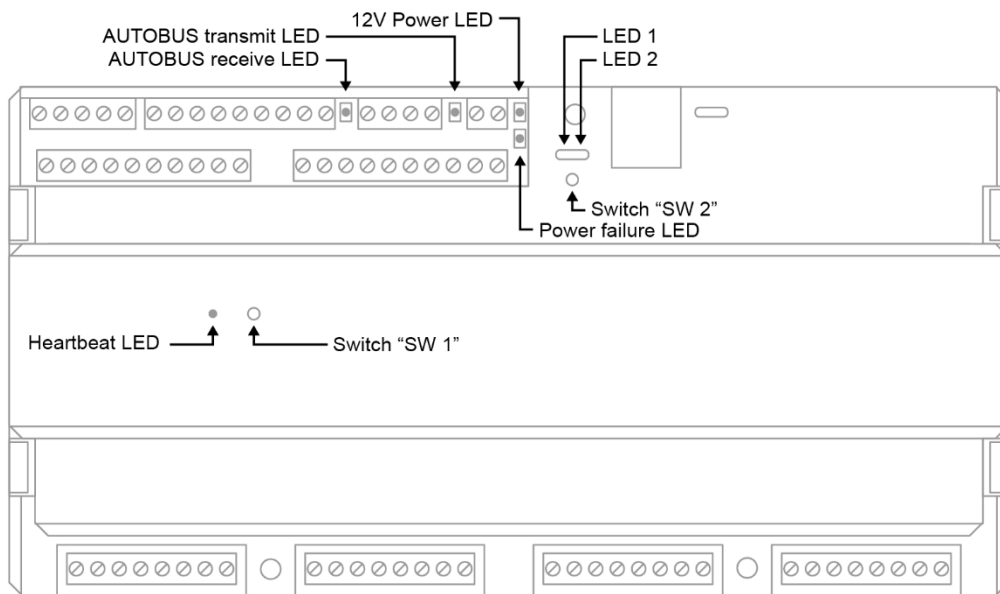 12V Power LED
AUTOBUS transmit LED
LED 1
AUTOBUS receive LED
LED 2
Switch “SW 2”
Power failure LED
Heartbeat LED
Switch “SW 1”